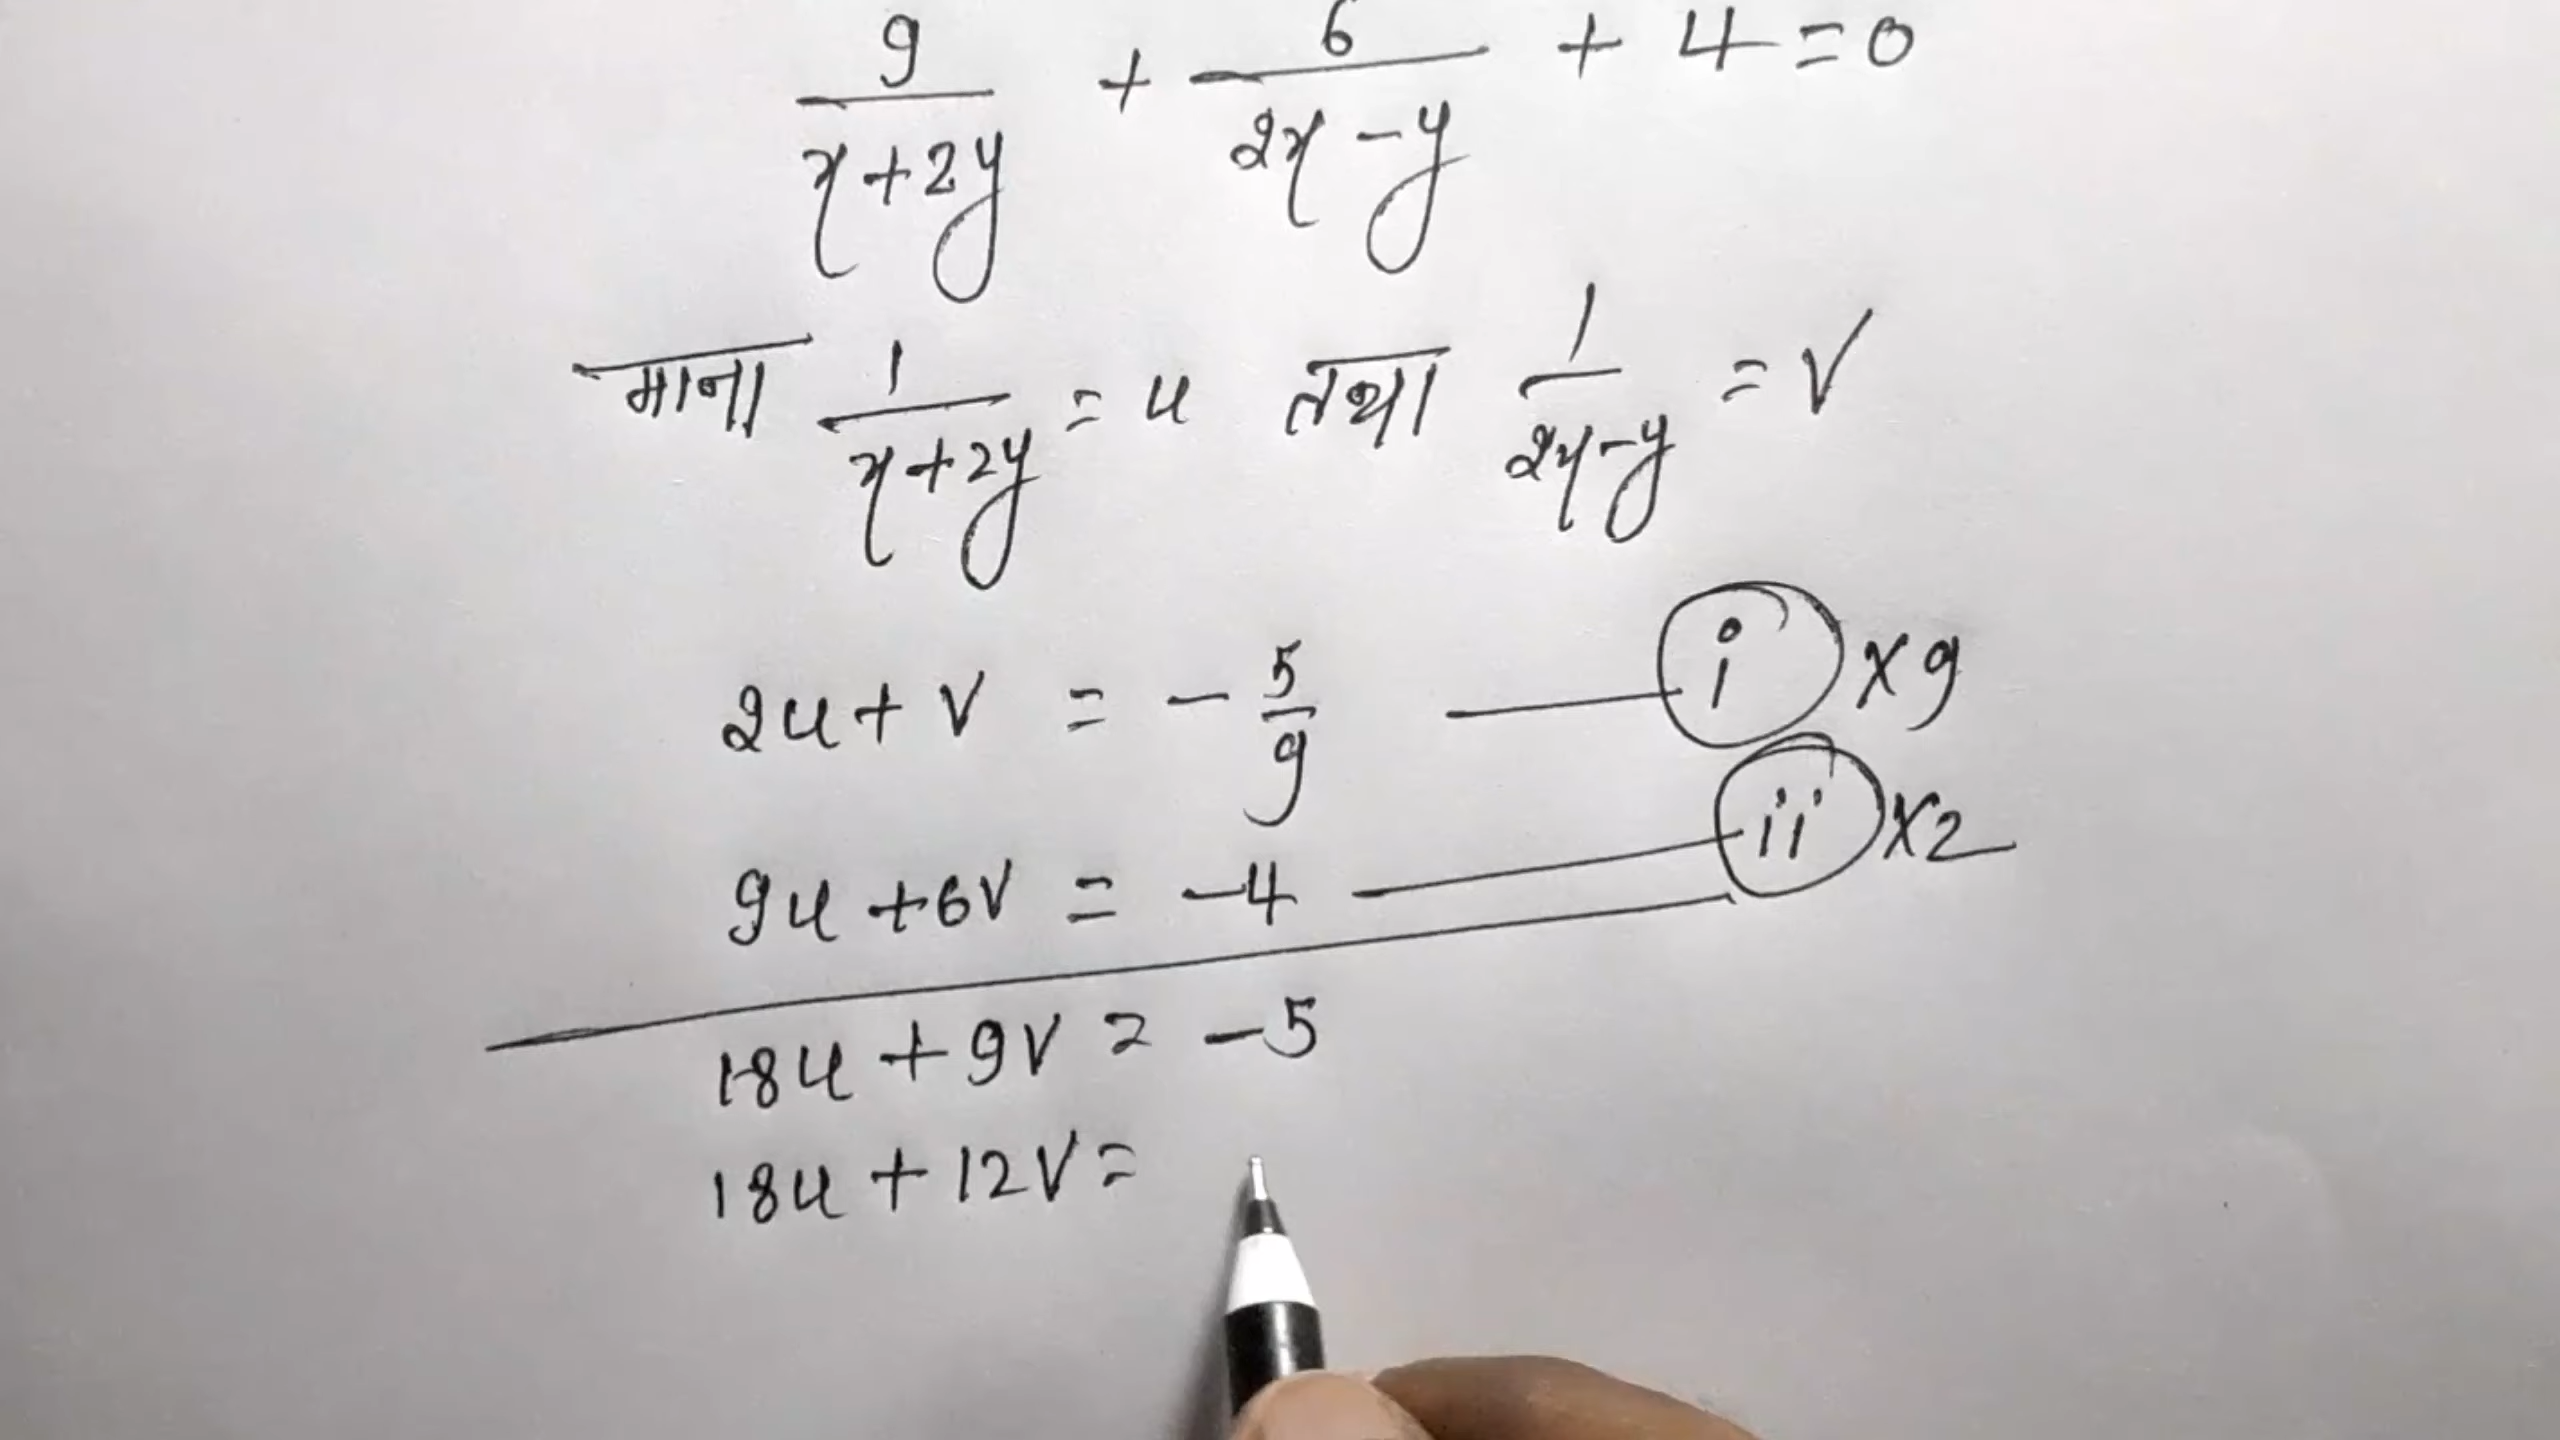 9/(x+2y) + 6/(2x-y) + 4 = 0
माना 1/(x+2y) = u तथा 1/(2x-y) = v
2u + v = -5/9 —— (i) ×9
9u + 6v = -4 —— (ii) ×2
18u + 9v = -5
18u + 12v =